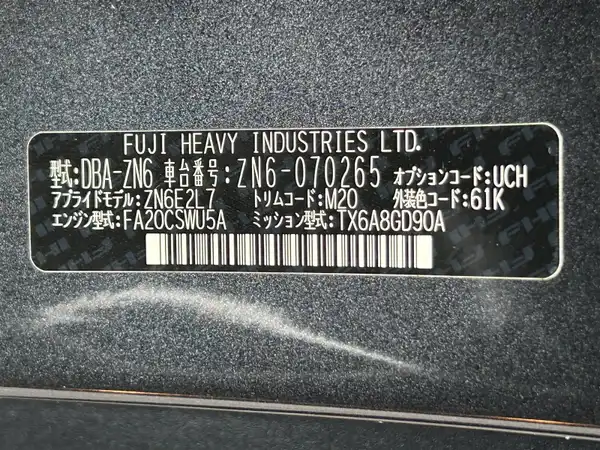 FUJI HEAVY INDUSTRIES LTD.
型式:DBA-ZN6 車台番号:ZN6-070265 オプションコード:UCH
アプライドモデル:ZN6E2L7 トリムコード:M20 外装色コード:61K
エンジン型式:FA20CSWU5A ミッション型式:TX6A8GD90A